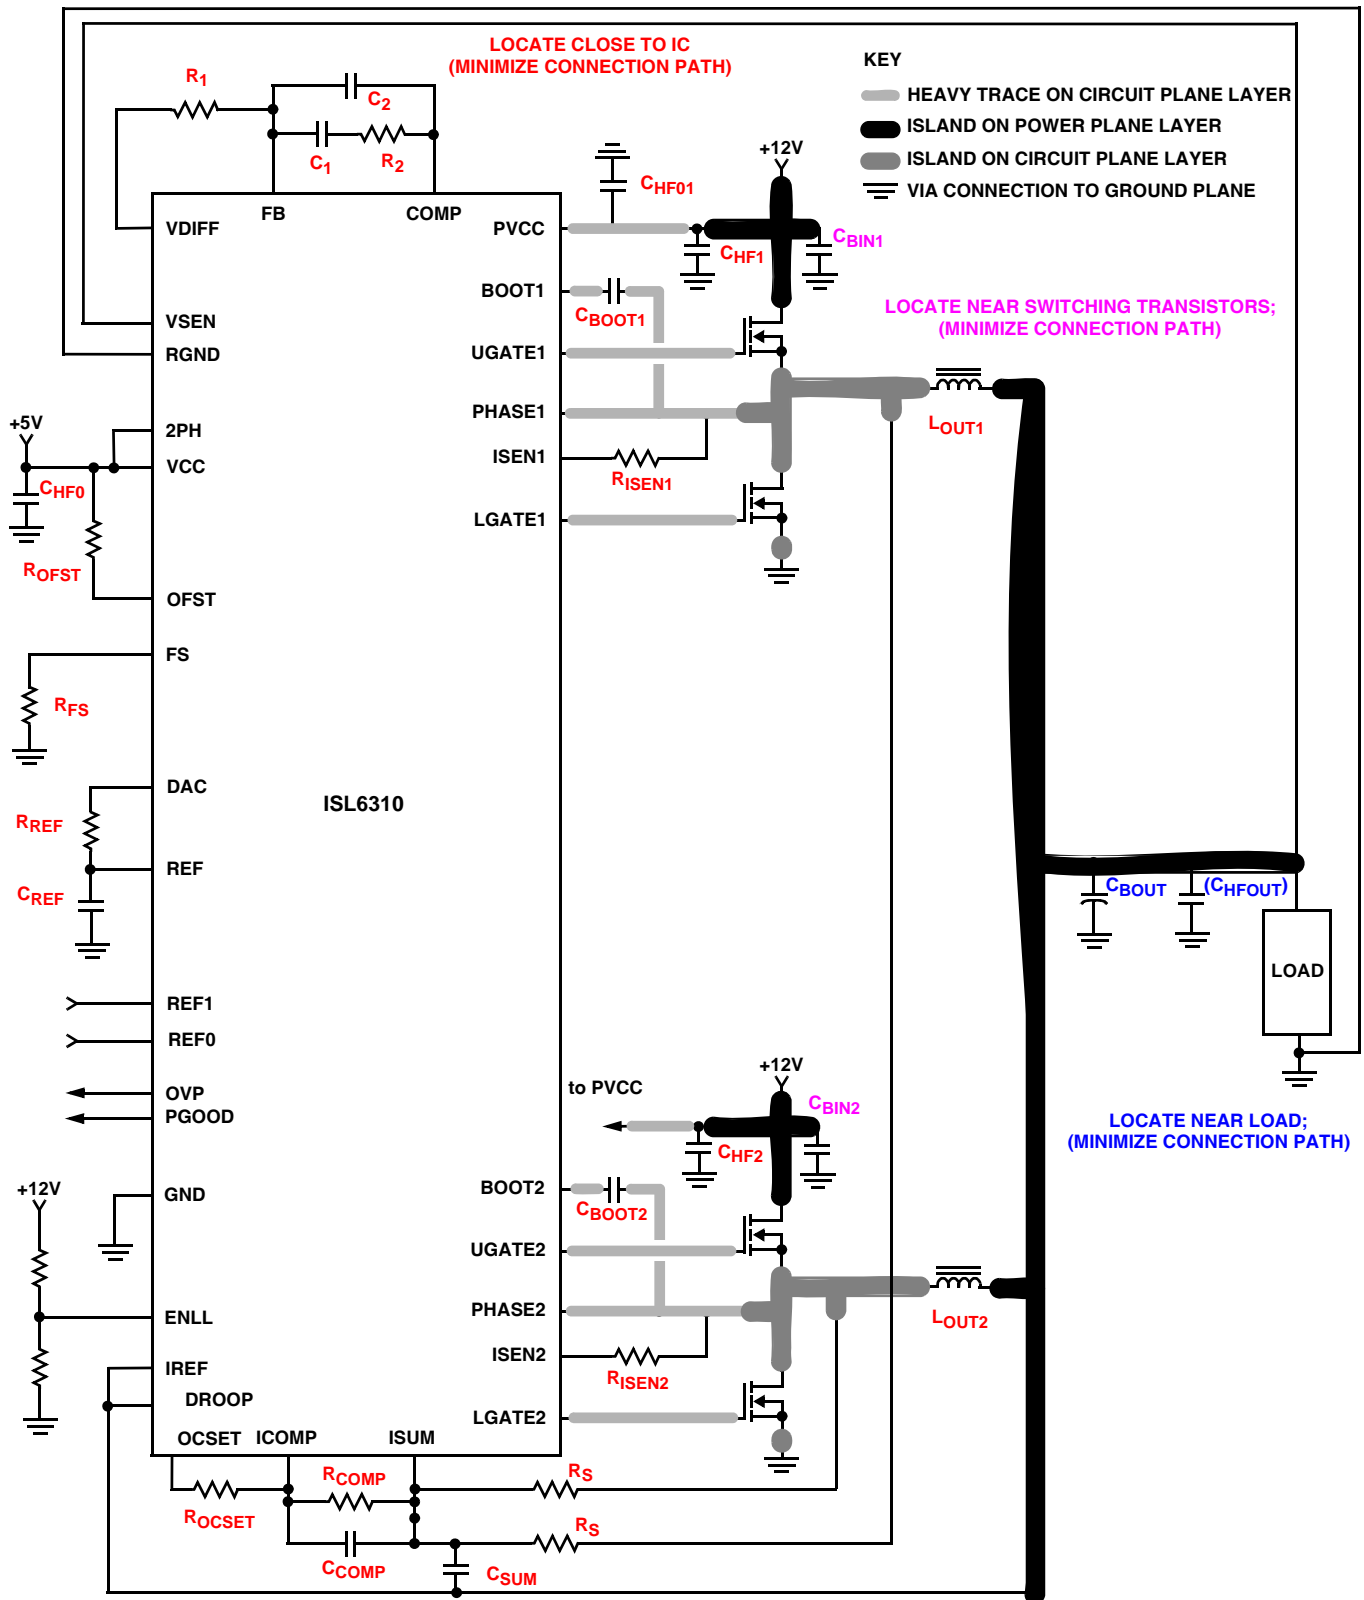 LOCATE CLOSE TO IC
(MINIMIZE CONNECTION PATH)
KEY
HEAVY TRACE ON CIRCUIT PLANE LAYER
ISLAND ON POWER PLANE LAYER
ISLAND ON CIRCUIT PLANE LAYER
VIA CONNECTION TO GROUND PLANE
R1
C2
C1
R2
+12V
CHF01
CHF1
CBIN1
FB
COMP
VDIFF
PVCC
BOOT1
CBOOT1
LOCATE NEAR SWITCHING TRANSISTORS;
(MINIMIZE CONNECTION PATH)
VSEN
RGND
UGATE1
PHASE1
LOUT1
+5V
2PH
VCC
ISEN1
RISEN1
CHF0
LGATE1
ROFST
OFST
FS
RFS
DAC
ISL6310
RREF
REF
CREF
CBOUT
(CHFOUT)
LOAD
REF1
REF0
OVP
PGOOD
to PVCC
+12V
CBIN2
CHF2
LOCATE NEAR LOAD;
(MINIMIZE CONNECTION PATH)
+12V
GND
BOOT2
CBOOT2
UGATE2
PHASE2
LOUT2
ENLL
ISEN2
RISEN2
IREF
DROOP
LGATE2
OCSET
ICOMP
ISUM
RCOMP
RS
ROCSET
RS
CCOMP
CSUM